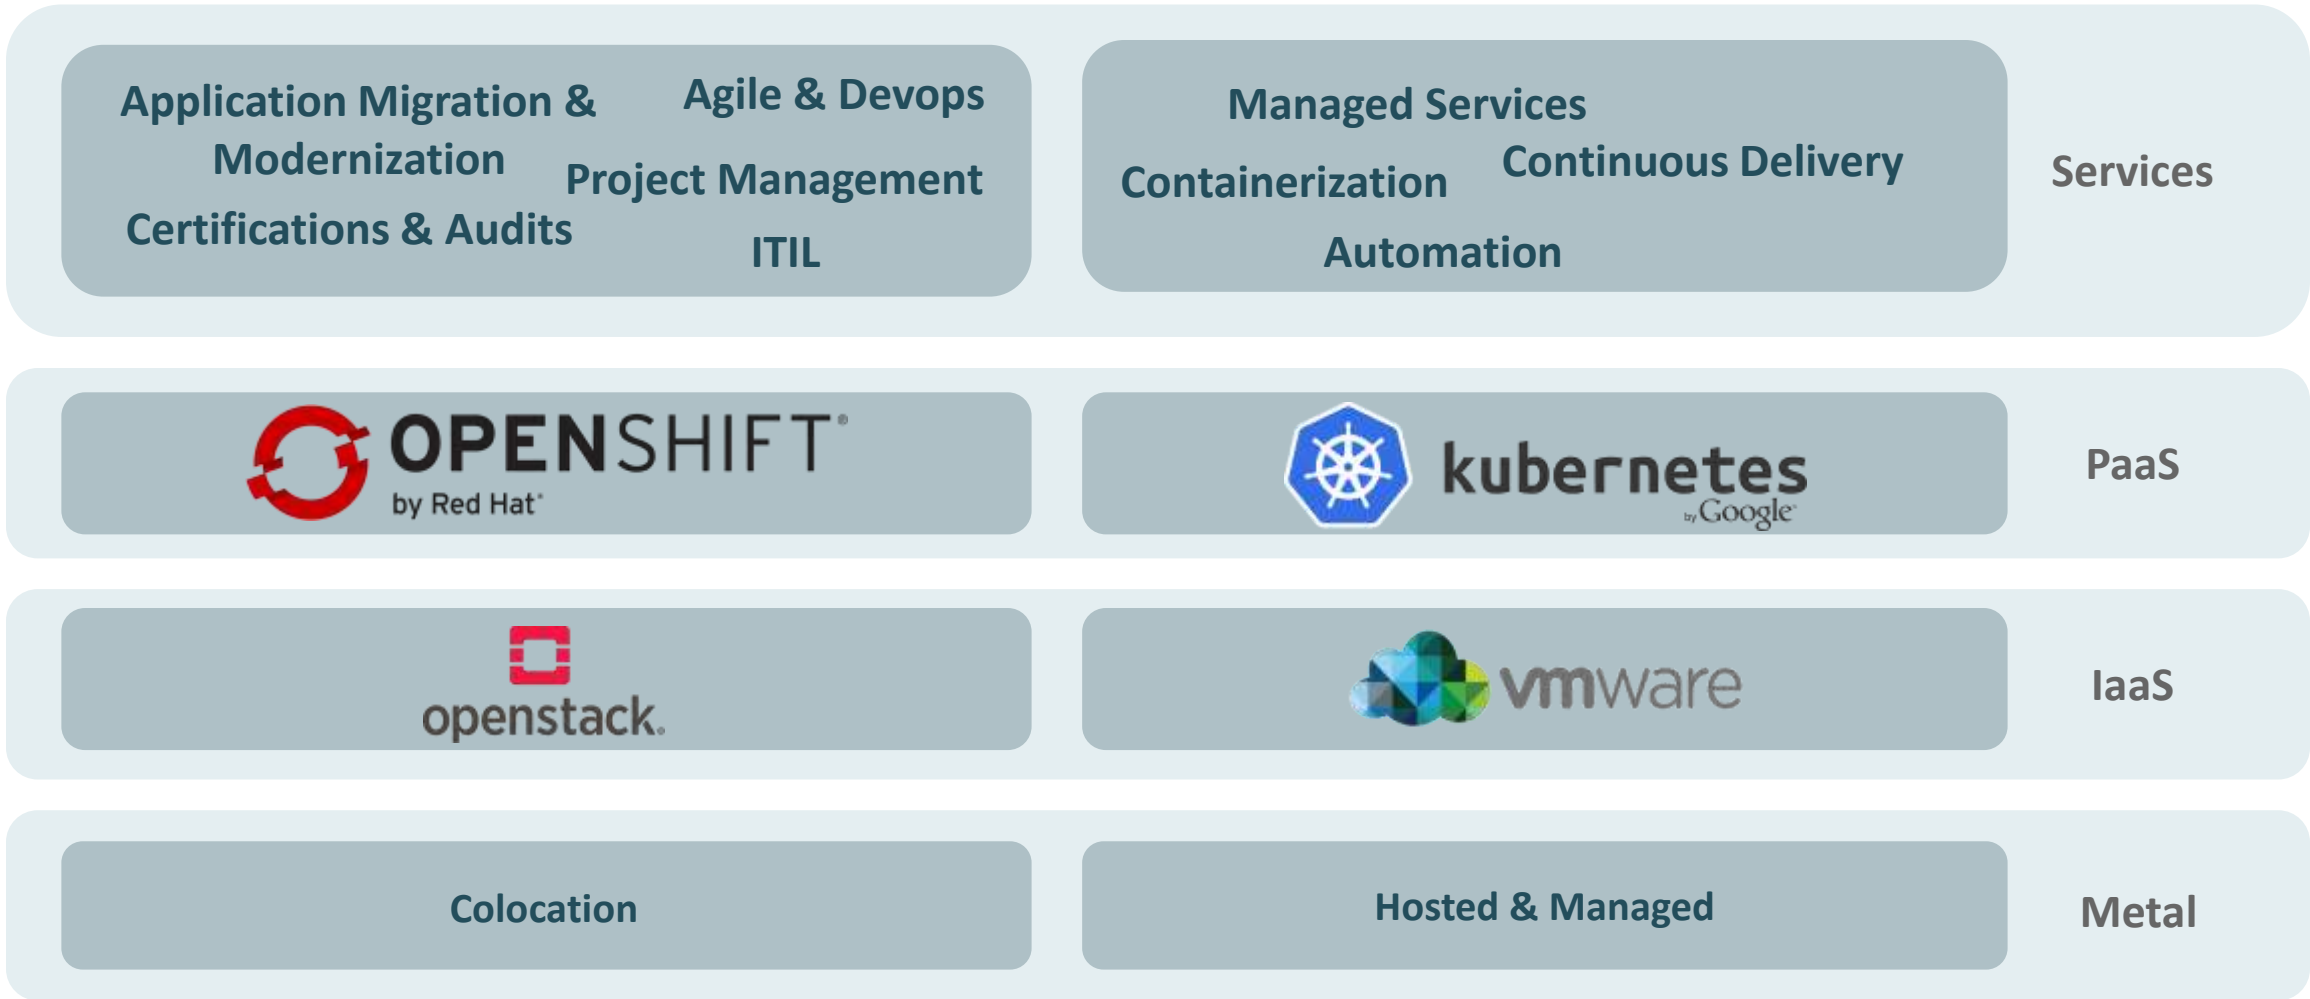 Application Migration &
Modernization
Agile & Devops
Project Management
Certifications & Audits
ITIL
Managed Services
Continuous Delivery
Containerization
Automation
Services
OPENSHIFT®
by Red Hat®
kubernetes
by Google™
PaaS
openstack®
vmware
IaaS
Colocation
Hosted & Managed
Metal